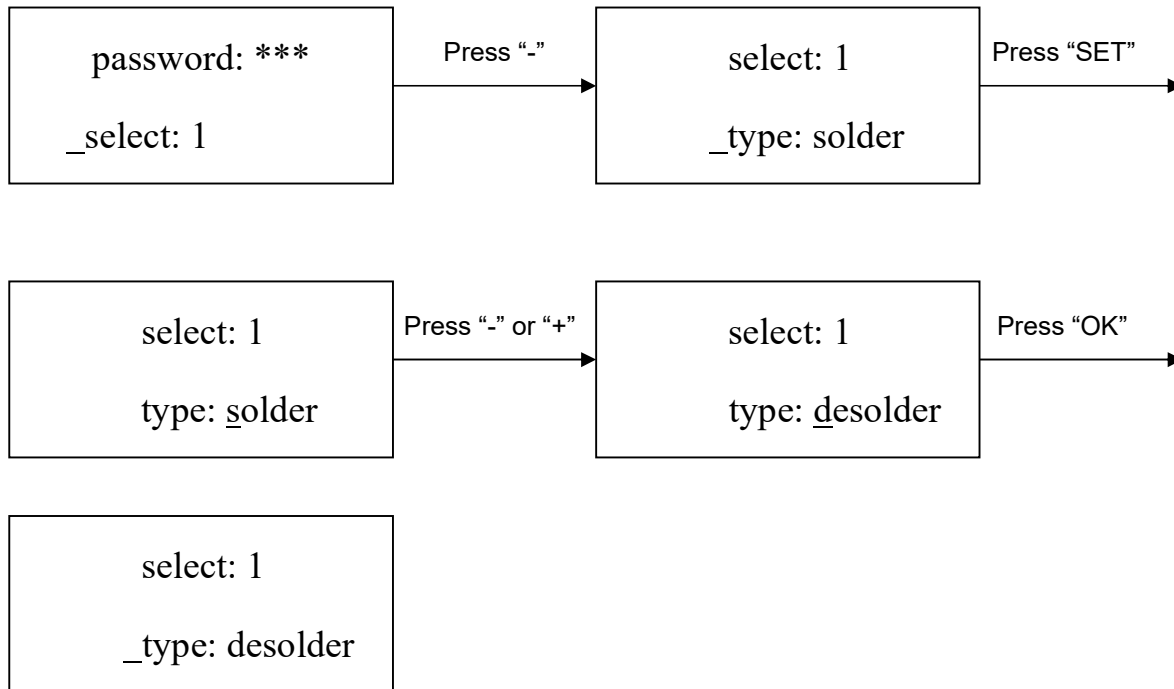 password: ***
_select: 1
Press “-”
select: 1
_type: solder
Press “SET”
select: 1
type: solder
Press “-” or “+”
select: 1
type: desolder
Press “OK”
select: 1
_type: desolder